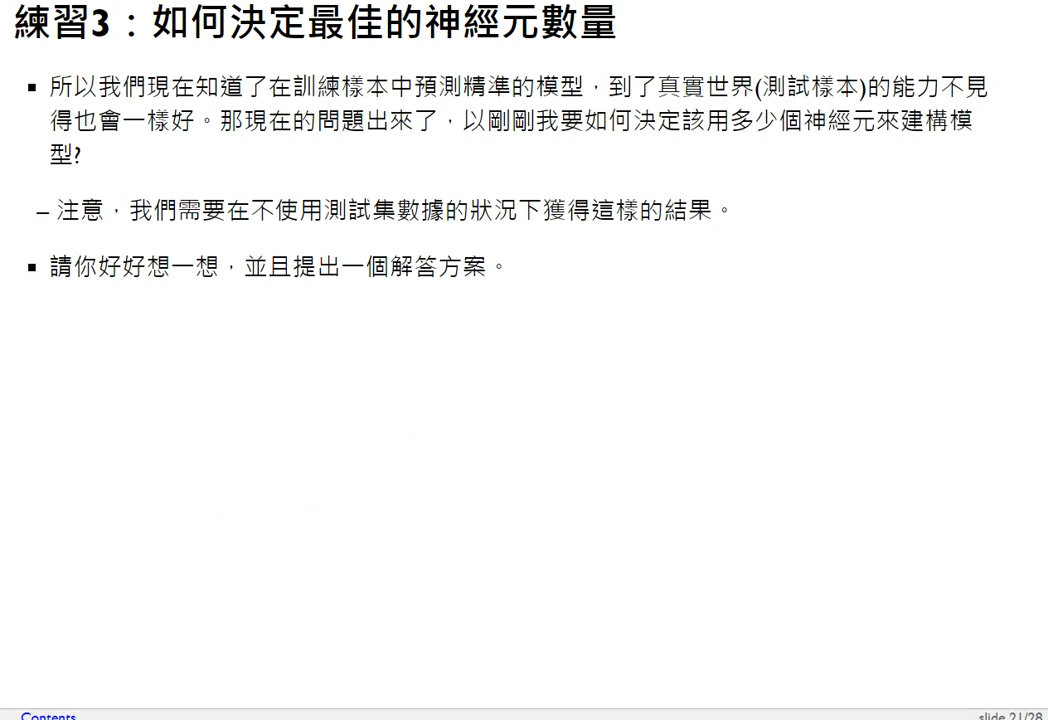 練習3：如何決定最佳的神經元數量
▪ 所以我們現在知道了在訓練樣本中預測精準的模型，到了真實世界(測試樣本)的能力不見
得也會一樣好。那現在的問題出來了，以剛剛我要如何決定該用多少個神經元來建構模
型?
– 注意，我們需要在不使用測試集數據的狀況下獲得這樣的結果。
▪ 請你好好想一想，並且提出一個解答方案。
Contents
slide 21/28